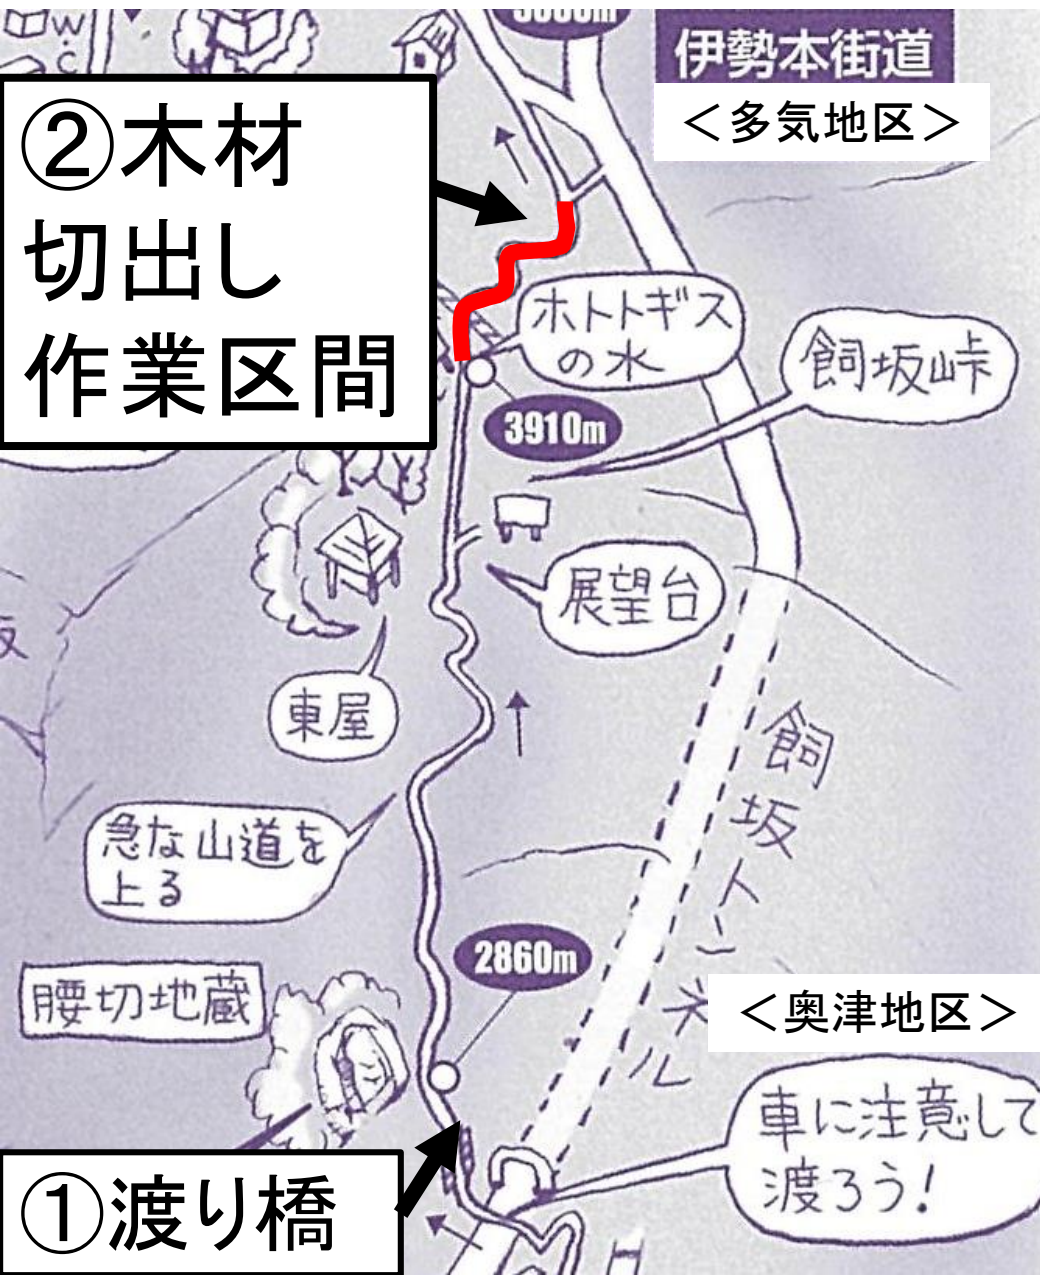 W.C
伊勢本街道
＜多気地区＞
②木材
切出し
作業区間
ホトトギス
の水
飼坂峠
3910m
展望台
東屋
飼坂トンネル
急な山道を
上る
2860m
腰切地蔵
＜奥津地区＞
車に注意して
渡ろう!
①渡り橋